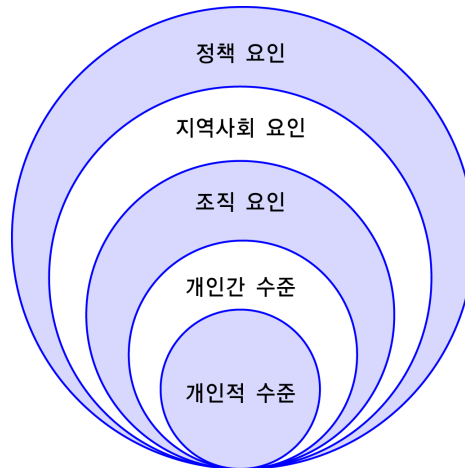 정책 요인
지역사회 요인
조직 요인
개인간 수준
개인적 수준